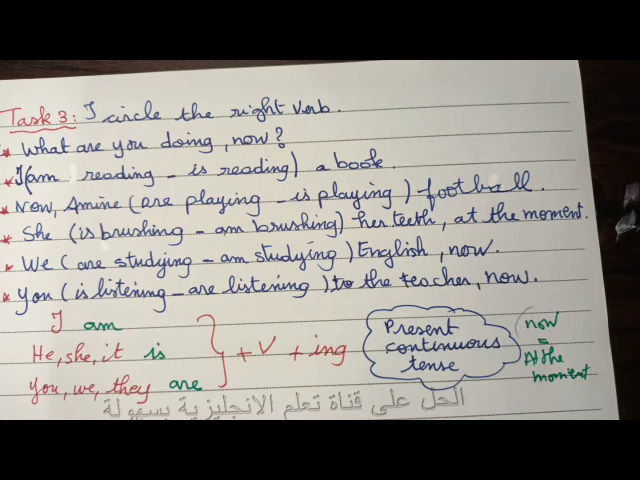 Task 3: I circle the right verb.
* What are you doing, now?
* I (am reading - is reading) a book.
* Now, Amine (are playing - is playing) football.
* She (is brushing - am brushing) her teeth, at the moment.
* We (are studying - am studying) English, now.
* You (is listening - are listening) to the teacher, now.
I am
He, she, it is
You, we, they are
} + V + ing
Present
continuous
tense
now
=
At the
moment
الحل على قناة تعلم الانجليزية بسهولة